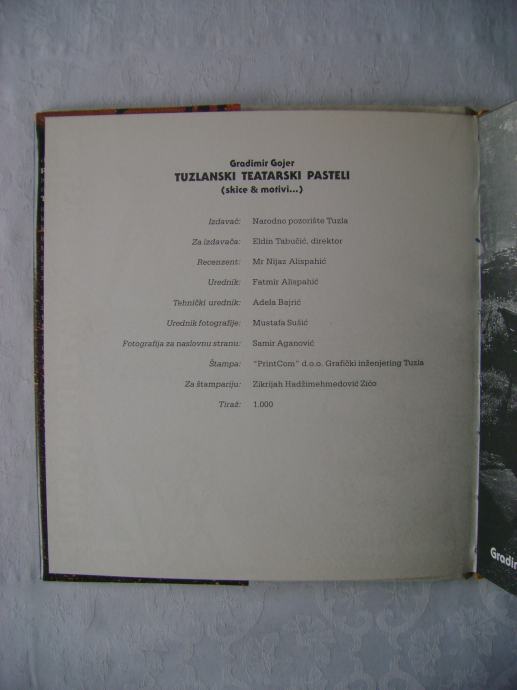 Gradimir Gojer
TUZLANSKI TEATARSKI PASTELI
(skice & motivi...)
Izdavač: Narodno pozorište Tuzla
Za izdavača: Eldin Tabučić, direktor
Recenzent: Mr Nijaz Alispahić
Urednik: Fatmir Alispahić
Tehnički urednik: Adela Bajrić
Urednik fotografije: Mustafa Sušić
Fotografija za naslovnu stranu: Samir Aganović
Štampa: "PrintCom" d.o.o. Grafički inženjering Tuzla
Za štampariju: Zikrijah Hadžimehmedović Zićo
Tiraž: 1.000